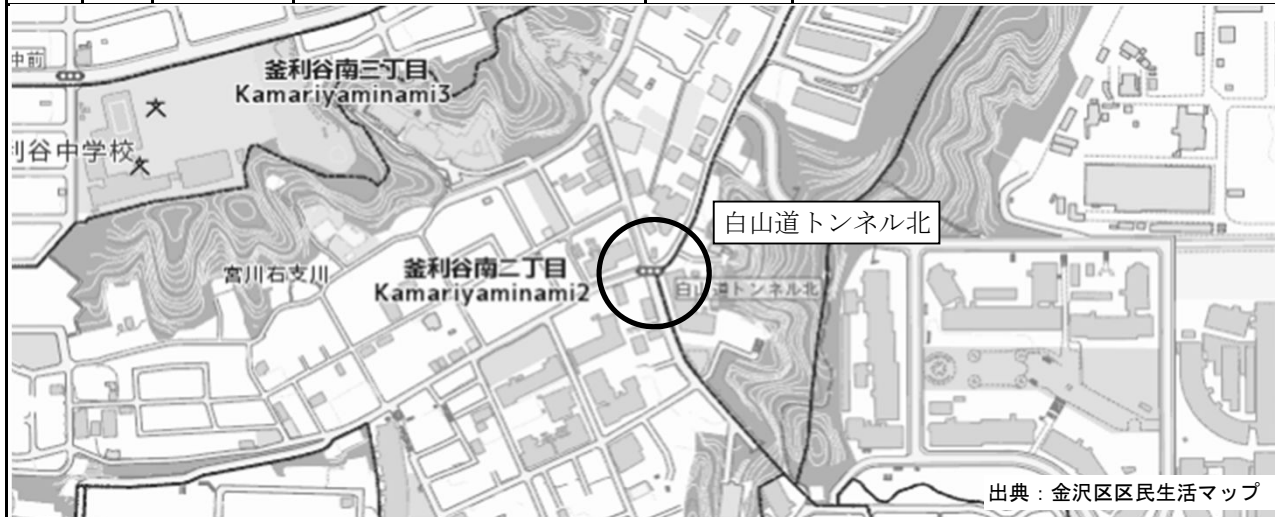 中前
釜利谷南三丁目
Kamariyaminami3
利谷中学校
白山道トンネル北
宮川右支川
釜利谷南二丁目
Kamariyaminami2
白山道トンネル北
出典：金沢区区民生活マップ